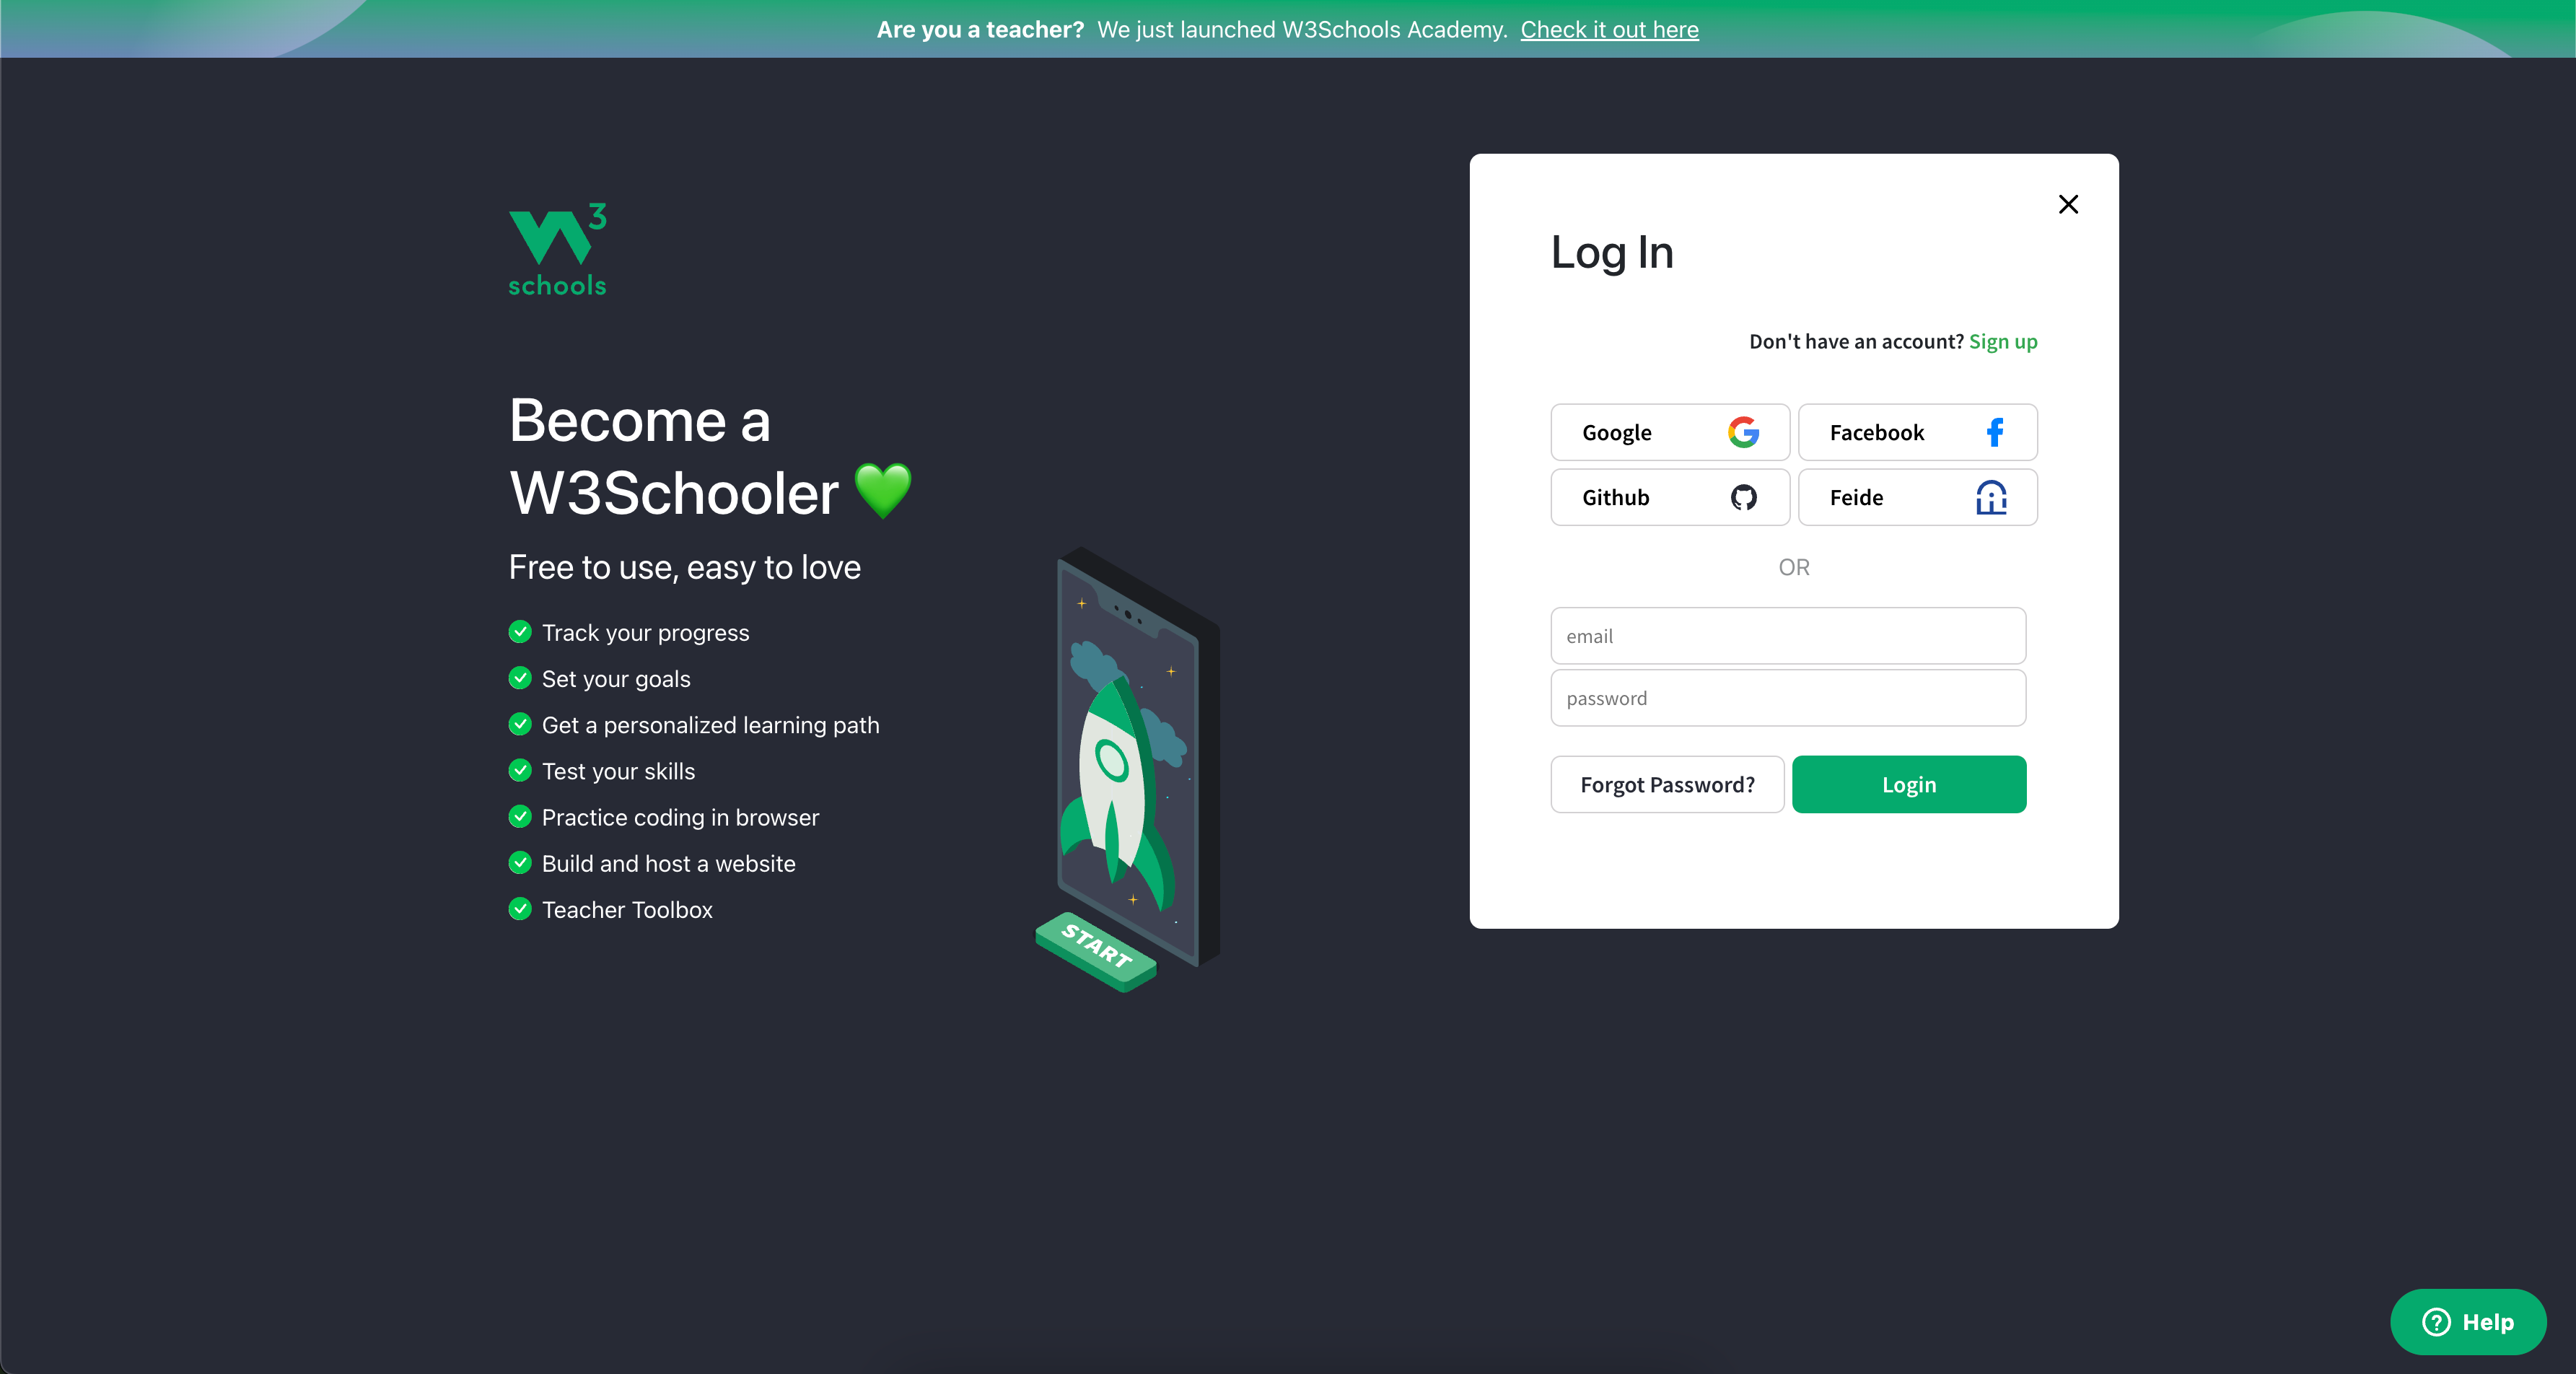 Are you a teacher? We just launched W3Schools Academy. Check it out here
W3
schools
Become a
W3Schooler 💚
Free to use, easy to love
Track your progress
Set your goals
Get a personalized learning path
Test your skills
Practice coding in browser
Build and host a website
Teacher Toolbox
START
Log In
Don't have an account? Sign up
Google
Facebook
Github
Feide
OR
email
password
Forgot Password?
Login
Help